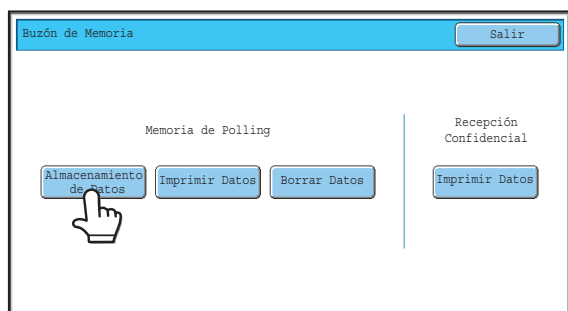 Buzón de Memoria
Salir
Memoria de Polling
Recepción
Confidencial
Almacenamiento
de Datos
Imprimir Datos
Borrar Datos
Imprimir Datos